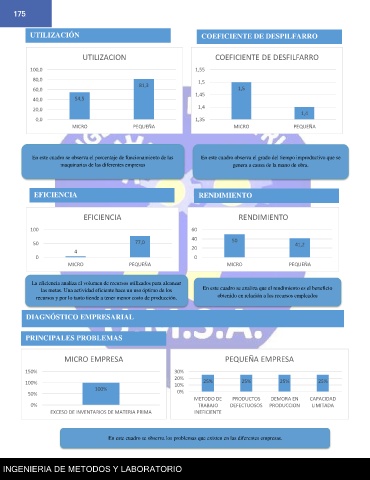 175
UTILIZACIÓN
COEFICIENTE DE DESPILFARRO
UTILIZACION
100,0
80,0
60,0
40,0
20,0
0,0
MICRO PEQUEÑA
COEFICIENTE DE DESFILFARRO
1,55
1,5
1,45
1,4
1,35
1,5
MICRO PEQUEÑA
En este cuadro se observa el porcentaje de funcionamiento de las
maquinarias de las diferentes empresas
En este cuadro observa el grado del tiempo improductivo que se
genera a causa de la mano de obra.
EFICIENCIA
RENDIMIENTO
EFICIENCIA
100
50
0
4
77,0
MICRO PEQUEÑA
RENDIMIENTO
60
40
20
0
50
41,2
MICRO PEQUEÑA
La eficiencia analiza el volumen de recursos utilizados para alcanzar
las metas. Una actividad eficiente hace un uso óptimo de los
recursos y por lo tanto tiende a tener menor costo de producción.
En este cuadro se analiza que el rendimiento es el beneficio
obtenido en relación a los recursos empleados
DIAGNÓSTICO EMPRESARIAL
PRINCIPALES PROBLEMAS
MICRO EMPRESA
150%
100%
50%
0%
100%
EXCESO DE INVENTARIOS DE MATERIA PRIMA
PEQUEÑA EMPRESA
30%
20%
10%
0%
25% 25% 25% 25%
METODO DE TRABAJO INEFICIENTE
PRODUCTOS DEFECTUOSOS
DEMORA EN PRODUCCION
CAPACIDAD LIMITADA
En este cuadro se observa los problemas que existen en las diferentes empresas.
INGENIERIA DE METODOS Y LABORATORIO